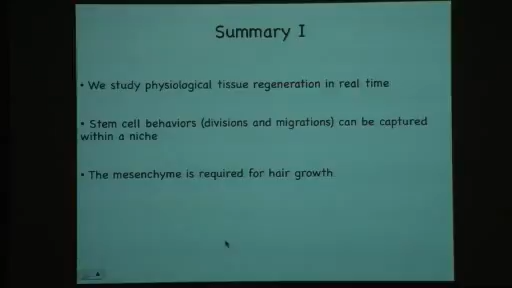 Summary I
• We study physiological tissue regeneration in real time
• Stem cell behaviors (divisions and migrations) can be captured
within a niche
• The mesenchyme is required for hair growth